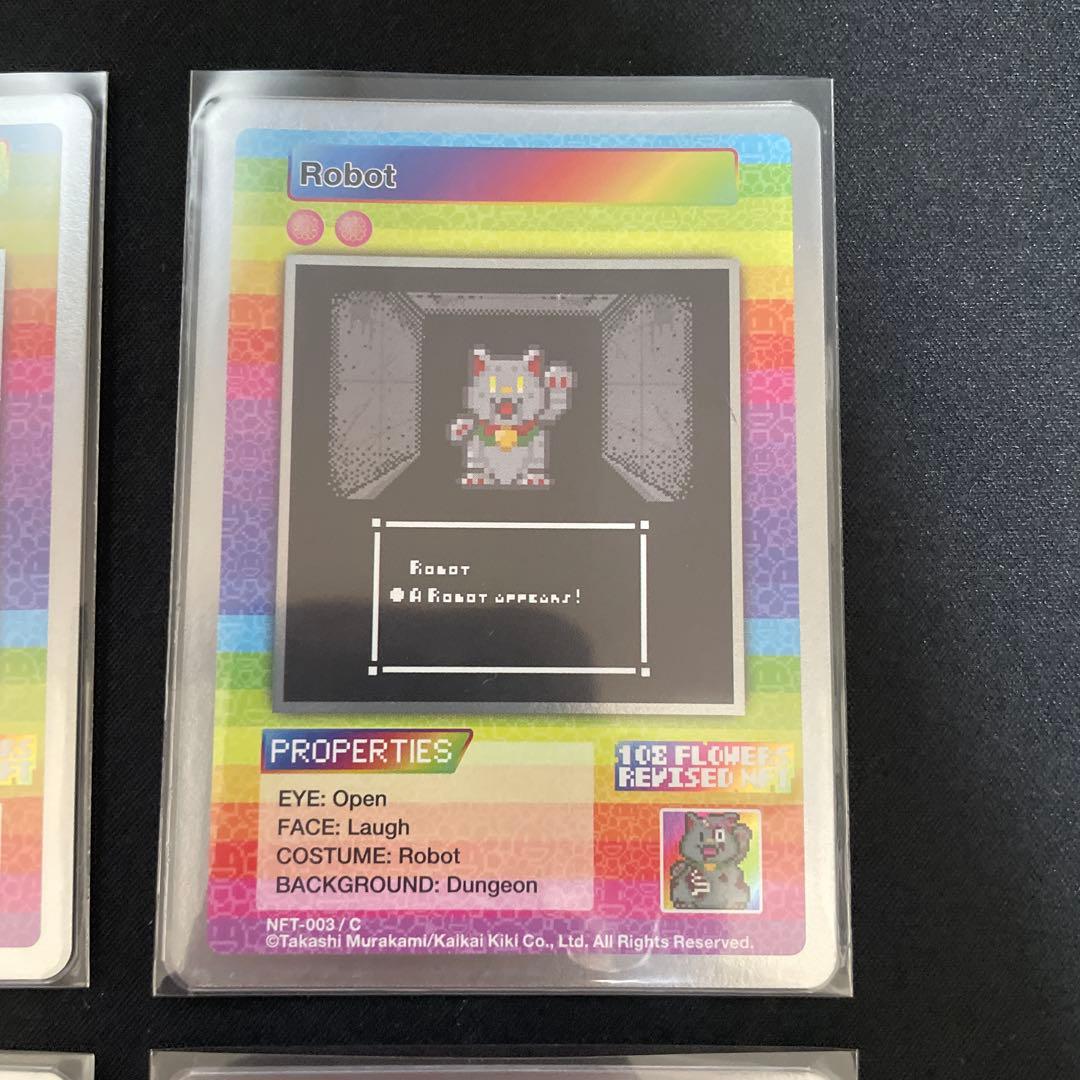 Robot
Robot
A Robot appears!
PROPERTIES
108 FLOWERS
REVISED NFT
EYE: Open
FACE: Laugh
COSTUME: Robot
BACKGROUND: Dungeon
NFT-003 / C
©Takashi Murakami/Kaikai Kiki Co., Ltd. All Rights Reserved.